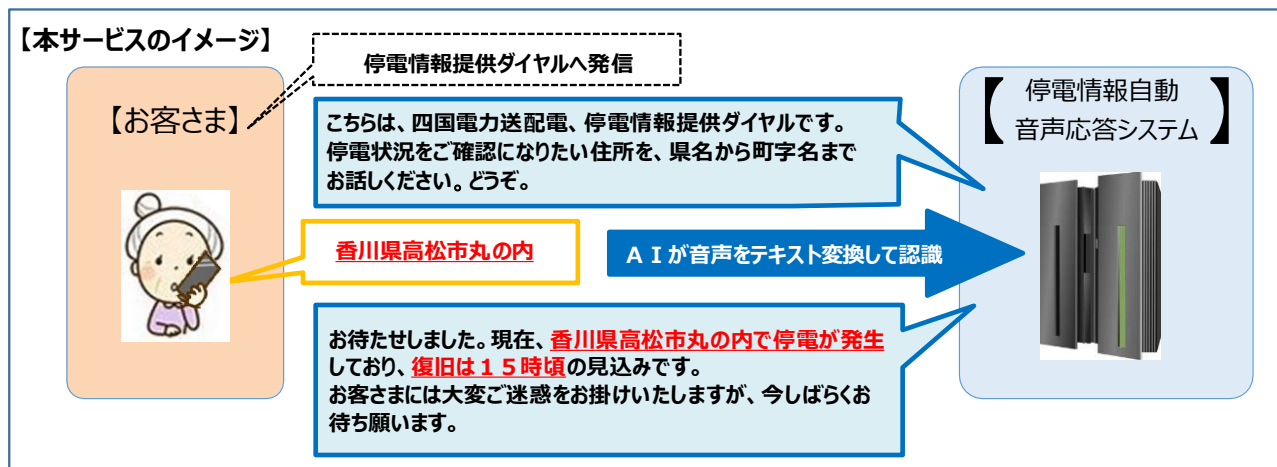 【本サービスのイメージ】
停電情報提供ダイヤルへ発信
【お客さま】
【停電情報自動
音声応答システム】
こちらは、四国電力送配電、停電情報提供ダイヤルです。
停電状況をご確認になりたい住所を、県名から町字名まで
お話しください。どうぞ。
香川県高松市丸の内
ＡＩが音声をテキスト変換して認識
お待たせしました。現在、香川県高松市丸の内で停電が発生
しており、復旧は１５時頃の見込みです。
お客さまには大変ご迷惑をお掛けいたしますが、今しばらくお
待ち願います。